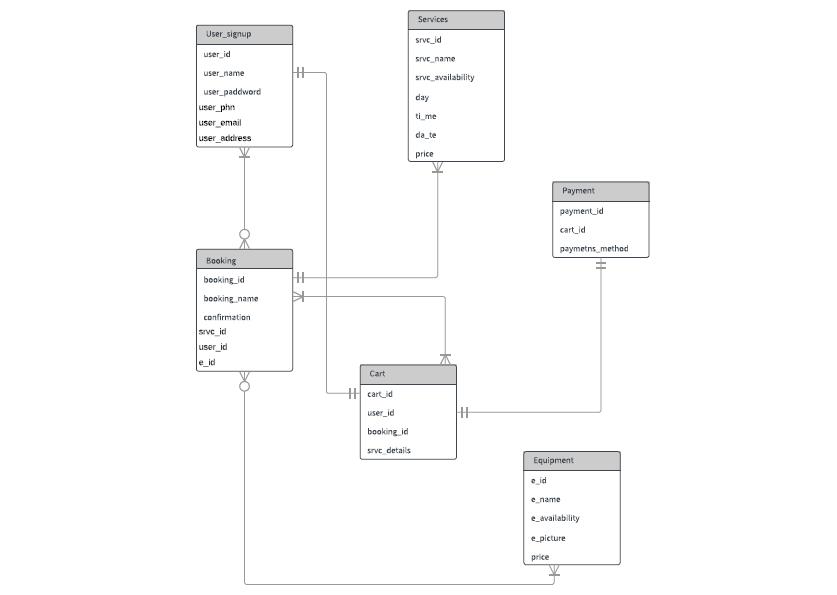 User_signup
user_id
user_name
user_paddword
user_phn
user_email
user_address
Services
srvc_id
srvc_name
srvc_availability
day
ti_me
da_te
price
Payment
payment_id
cart_id
paymetns_method
Booking
booking_id
booking_name
confirmation
srvc_id
user_id
e_id
Cart
cart_id
user_id
booking_id
srvc_details
Equipment
e_id
e_name
e_availability
e_picture
price